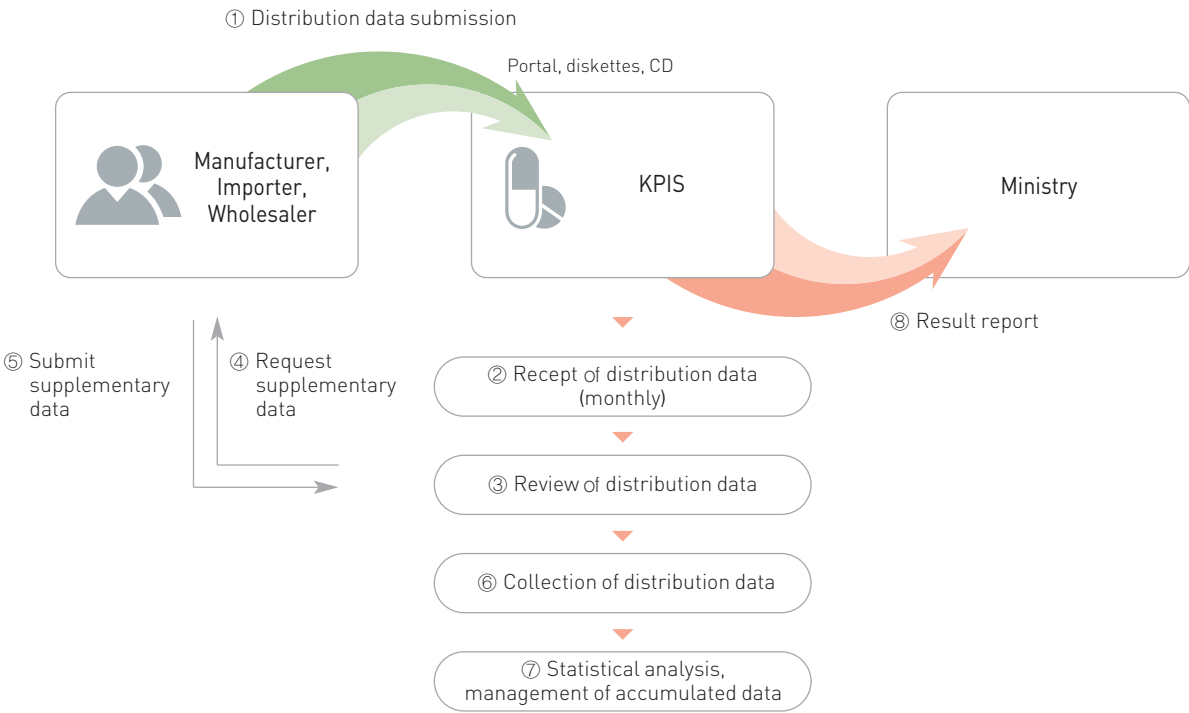 ① Distribution data submission
Portal, diskettes, CD
Manufacturer,
Importer,
Wholesaler
KPIS
Ministry
⑧ Result report
⑤ Submit
supplementary
data
④ Request
supplementary
data
② Recept of distribution data
(monthly)
③ Review of distribution data
⑥ Collection of distribution data
⑦ Statistical analysis,
management of accumulated data